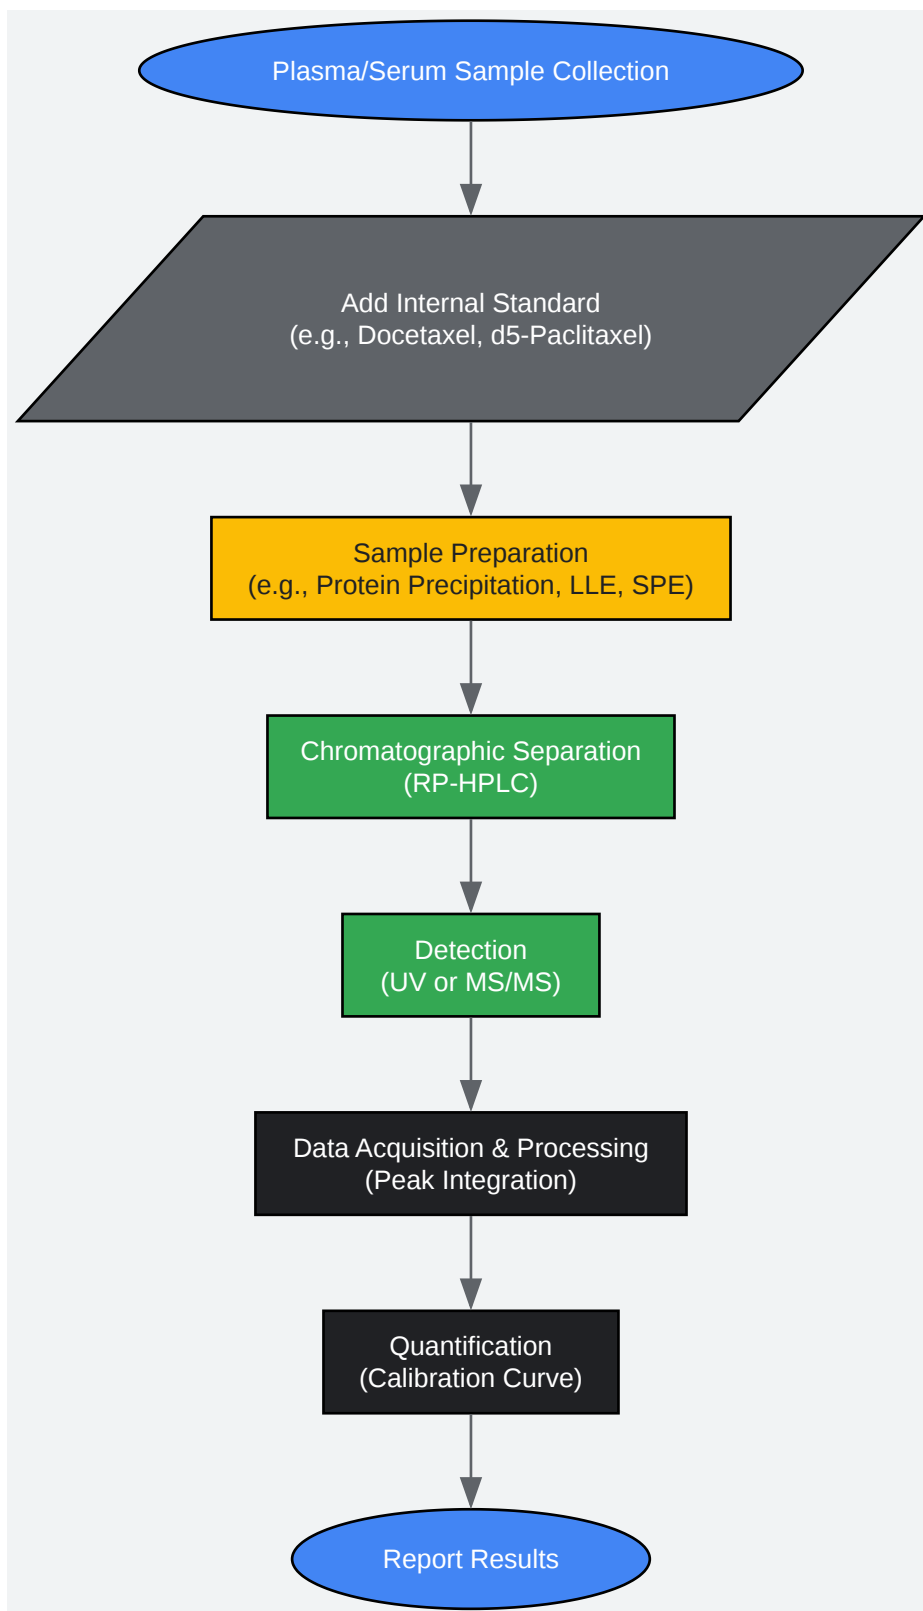 Plasma/Serum Sample Collection
Add Internal Standard
(e.g., Docetaxel, d5-Paclitaxel)
Sample Preparation
(e.g., Protein Precipitation, LLE, SPE)
Chromatographic Separation
(RP-HPLC)
Detection
(UV or MS/MS)
Data Acquisition & Processing
(Peak Integration)
Quantification
(Calibration Curve)
Report Results